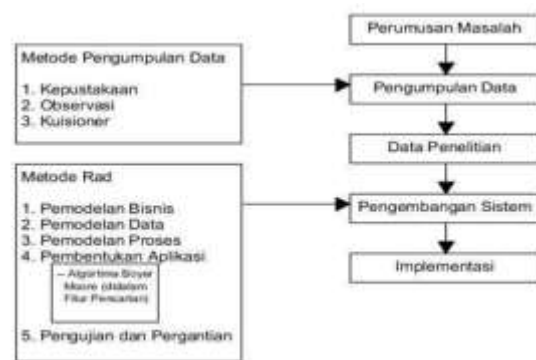 Metode Pengumpulan Data
1. Kepustakaan
2. Observasi
3. Kuisioner
Metode Rad
1. Pemodelan Bisnis
2. Pemodelan Data
3. Pemodelan Proses
4. Pembentukan Aplikasi
-- Algoritma Boyer
Moore (didalam
Fitur Pencarian)
5. Pengujian dan Pergantian
Perumusan Masalah
Pengumpulan Data
Data Penelitian
Pengembangan Sistem
Implementasi